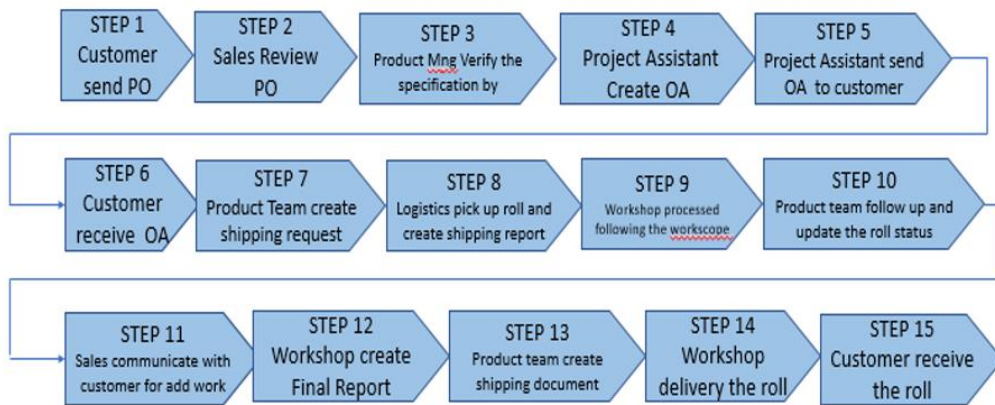 STEP 1
Customer
send PO
STEP 2
Sales Review
PO
STEP 3
Product Mng Verify the
specification by
STEP 4
Project Assistant
Create OA
STEP 5
Project Assistant send
OA to customer
STEP 6
Customer
receive OA
STEP 7
Product Team create
shipping request
STEP 8
Logistics pick up roll and
create shipping report
STEP 9
Workshop processed
following the workscope
STEP 10
Product team follow up and
update the roll status
STEP 11
Sales communicate with
customer for add work
STEP 12
Workshop create
Final Report
STEP 13
Product team create
shipping document
STEP 14
Workshop
delivery the roll
STEP 15
Customer receive
the roll